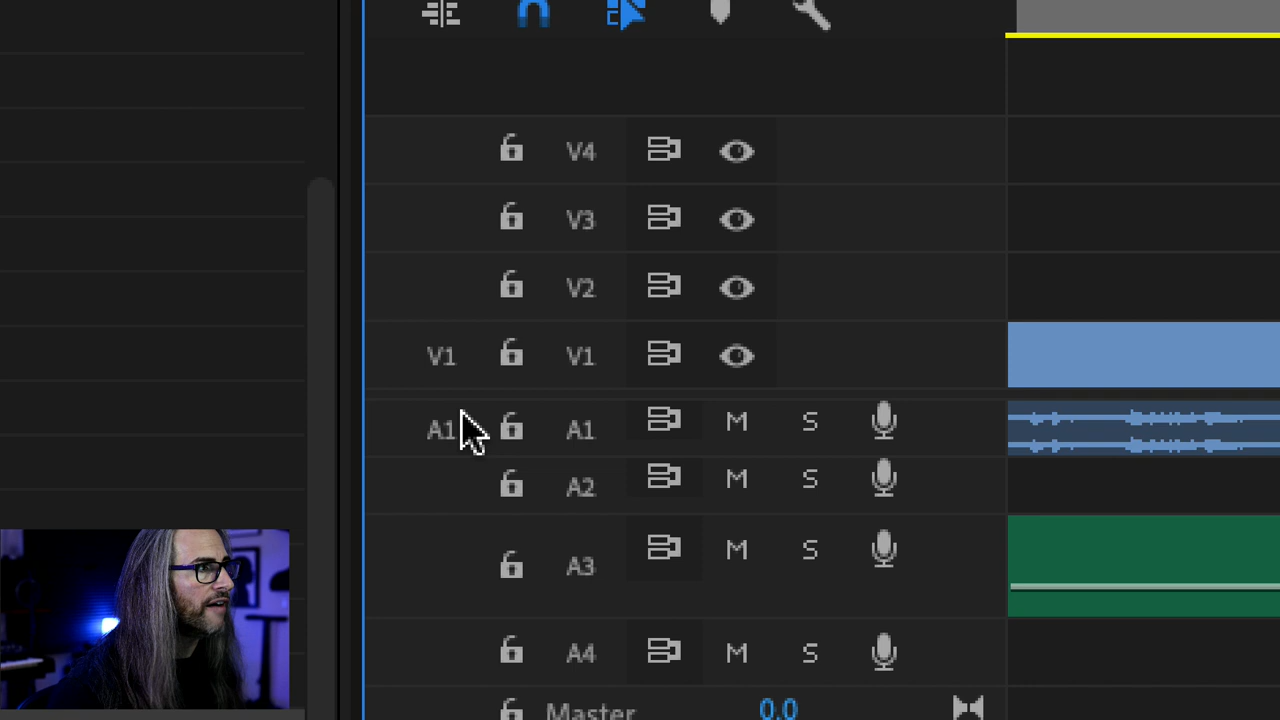 V4
V3
V2
V1 V1
A1 A1 M S
A2 M S
A3 M S
A4 M S
Master 0.0